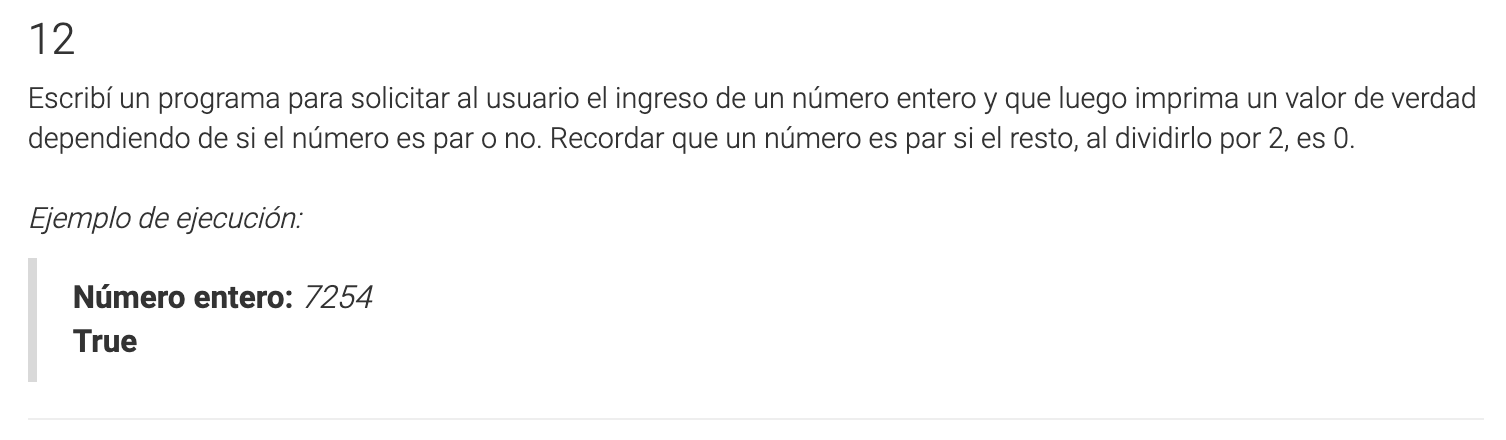 12
Escribí un programa para solicitar al usuario el ingreso de un número entero y que luego imprima un valor de verdad
dependiendo de si el número es par o no. Recordar que un número es par si el resto, al dividirlo por 2, es 0.
Ejemplo de ejecución:
Número entero: 7254
True